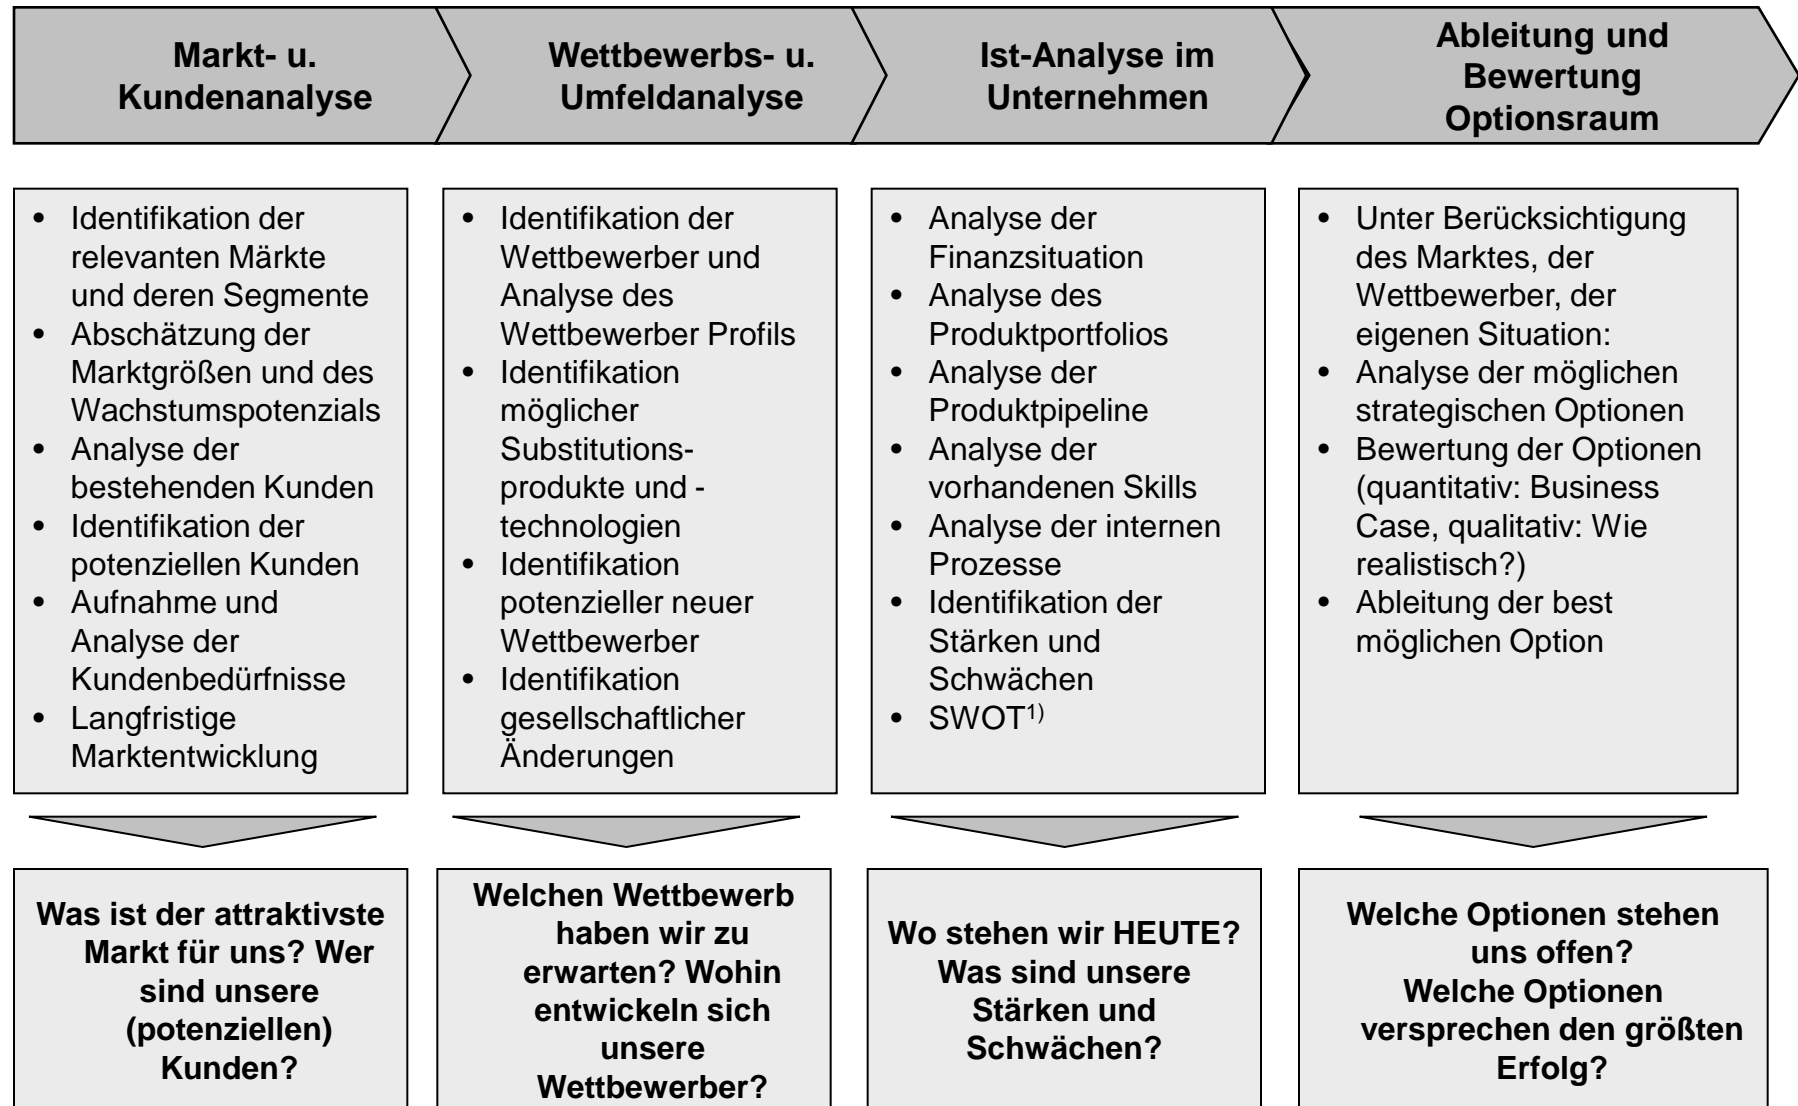 Markt- u.
Kundenanalyse
Wettbewerbs- u.
Umfeldanalyse
Ist-Analyse im
Unternehmen
Ableitung und
Bewertung
Optionsraum
• Identifikation der
relevanten Märkte
und deren Segmente
• Abschätzung der
Marktgrößen und des
Wachstumspotenzials
• Analyse der
bestehenden Kunden
• Identifikation der
potenziellen Kunden
• Aufnahme und
Analyse der
Kundenbedürfnisse
• Langfristige
Marktentwicklung
• Identifikation der
Wettbewerber und
Analyse des
Wettbewerber Profils
• Identifikation
möglicher
Substitutions-
produkte und -
technologien
• Identifikation
potenzieller neuer
Wettbewerber
• Identifikation
gesellschaftlicher
Änderungen
• Analyse der
Finanzsituation
• Analyse des
Produktportfolios
• Analyse der
Produktpipeline
• Analyse der
vorhandenen Skills
• Analyse der internen
Prozesse
• Identifikation der
Stärken und
Schwächen
• SWOT1)
• Unter Berücksichtigung
des Marktes, der
Wettbewerber, der
eigenen Situation:
• Analyse der möglichen
strategischen Optionen
• Bewertung der Optionen
(quantitativ: Business
Case, qualitativ: Wie
realistisch?)
• Ableitung der best
möglichen Option
Was ist der attraktivste
Markt für uns? Wer
sind unsere
(potenziellen)
Kunden?
Welchen Wettbewerb
haben wir zu
erwarten? Wohin
entwickeln sich
unsere
Wettbewerber?
Wo stehen wir HEUTE?
Was sind unsere
Stärken und
Schwächen?
Welche Optionen stehen
uns offen?
Welche Optionen
versprechen den größten
Erfolg?